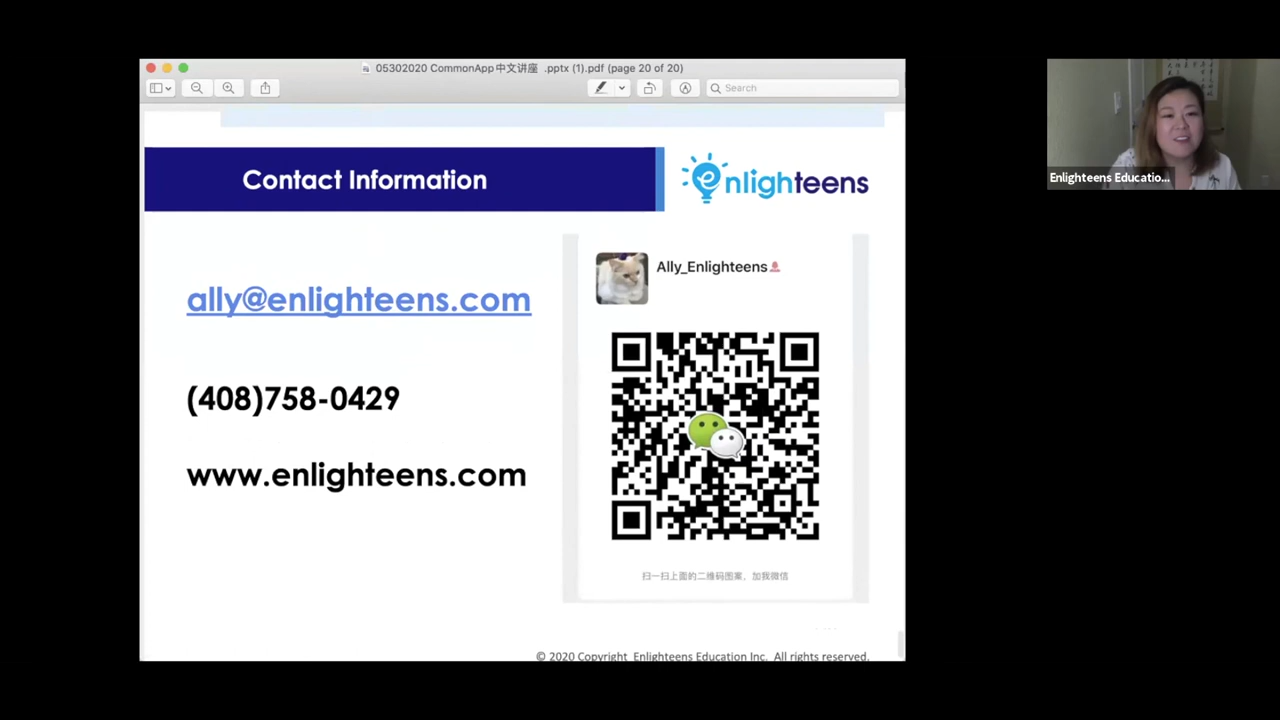 05302020 CommonApp中文讲座 .pptx (1).pdf (page 20 of 20)
Search
Contact Information
enlighteens
ally@enlighteens.com
(408)758-0429
www.enlighteens.com
Ally_Enlighteens
扫一扫上面的二维码图案，加我微信
© 2020 Copyright Enlighteens Education Inc. All rights reserved.
Enlighteens Educatio...